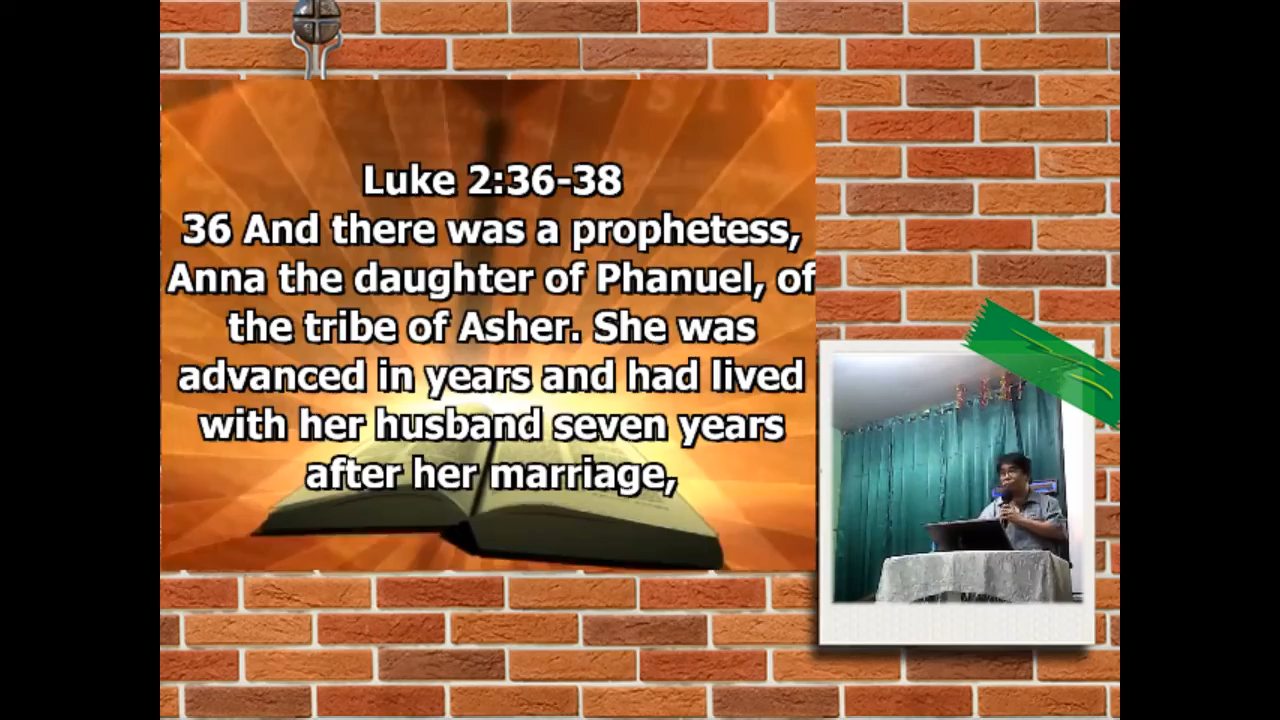 Luke 2:36-38
36 And there was a prophetess,
Anna the daughter of Phanuel, of
the tribe of Asher. She was
advanced in years and had lived
with her husband seven years
after her marriage,